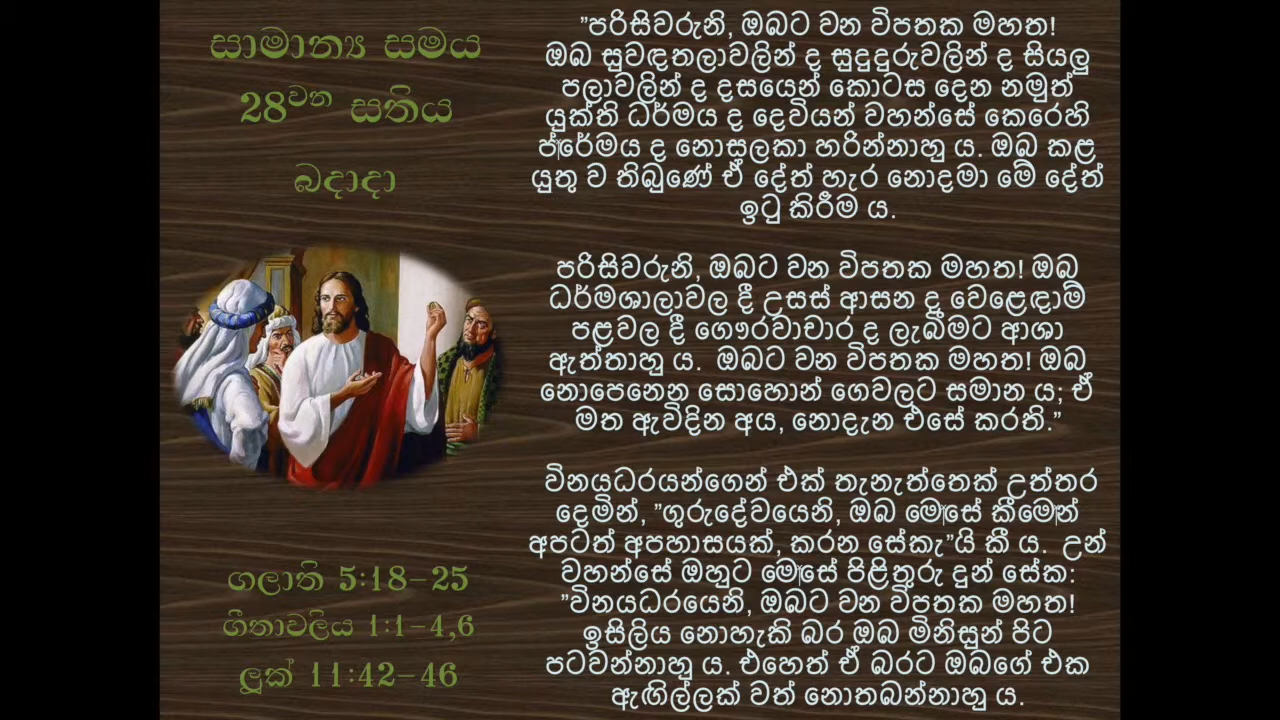 සාමාන්‍ය සමය
28වන සතිය
බදාදා
ගලාති 5:18-25
ගීතාවලිය 1:1-4,6
ලූක් 11:42-46
”පරිසිවරුනි, ඔබට වන විපතක මහත!
ඔබ සුවඳතලාවලින් ද සුදුදුරුවලින් ද සියලු
පලාවලින් ද දසයෙන් කොටස දෙන නමුත්
යුක්ති ධර්මය ද දෙවියන් වහන්සේ කෙරෙහි
ප්‍රේමය ද නොසලකා හරින්නාහු ය. ඔබ කළ
යුතු ව තිබුණේ ඒ දේත් හැර නොදමා මේ දේත්
ඉටු කිරීම ය.
පරිසිවරුනි, ඔබට වන විපතක මහත! ඔබ
ධර්මශාලාවල දී උසස් ආසන ද වෙළෙඳාම්
පළවල දී ගෞරවාචාර ද ලැබීමට ආශා
ඇත්තාහු ය. ඔබට වන විපතක මහත! ඔබ
නොපෙනෙන සොහොන් ගෙවලට සමාන ය; ඒ
මත ඇවිදින අය, නොදැන එසේ කරති.”
විනයධරයන්ගෙන් එක් තැනැත්තෙක් උත්තර
දෙමින්, ”ගුරුදේවයෙනි, ඔබ මෙසේ කීමෙන්
අපටත් අපහාසයක්, කරන සේකැ”යි කී ය. උන්
වහන්සේ ඔහුට මෙසේ පිළිතුරු දුන් සේක:
”විනයධරයෙනි, ඔබට වන විපතක මහත!
ඉසිලිය නොහැකි බර ඔබ මිනිසුන් පිට
පටවන්නාහු ය. එහෙත් ඒ බරට ඔබගේ එක
ඇඟිල්ලක් වත් නොතබන්නාහු ය.